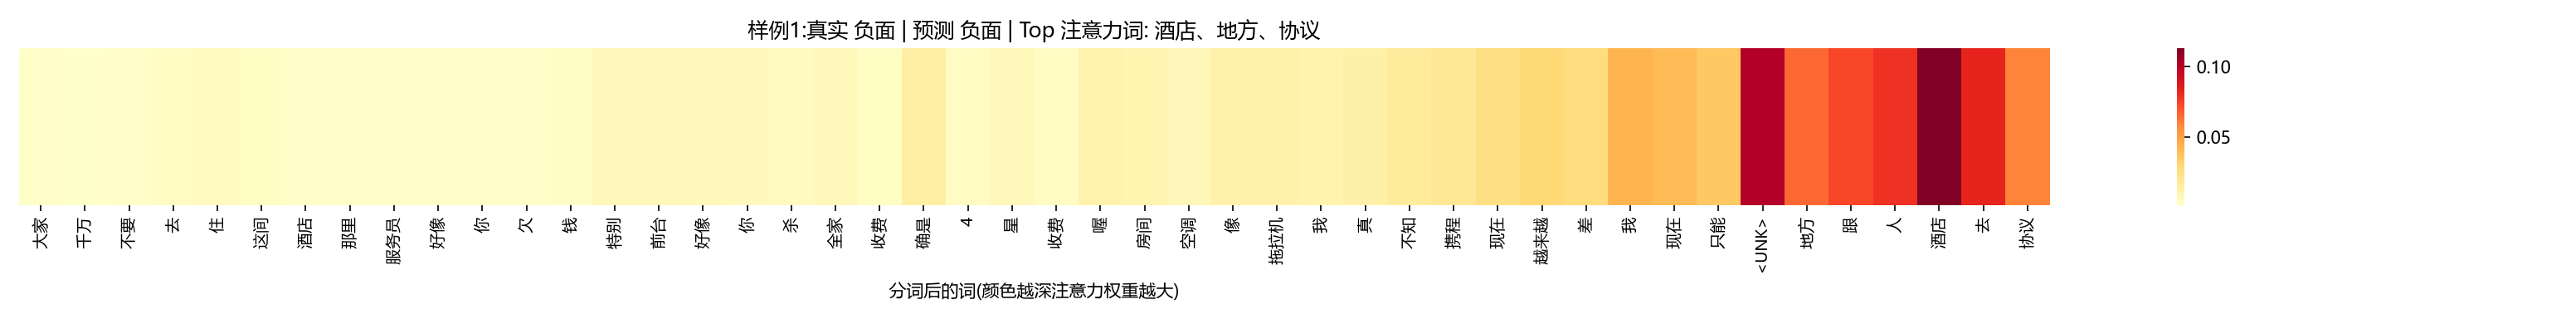 样例1:真实 负面 | 预测 负面 | Top 注意力词: 酒店、地方、协议
0.10
0.05
大家 千万 不要 去 住 这间 酒店 那里 服务员 好像 你 欠 钱 特别 前台 好像 你 杀 全家 收费 确是 4 星 收费 喔 房间 空调 像 拖拉机 我 真 不知 携程 现在 越来越 差 我 现在 只能 <UNK> 地方 跟 人 酒店 去 协议
分词后的词(颜色越深注意力权重越大)